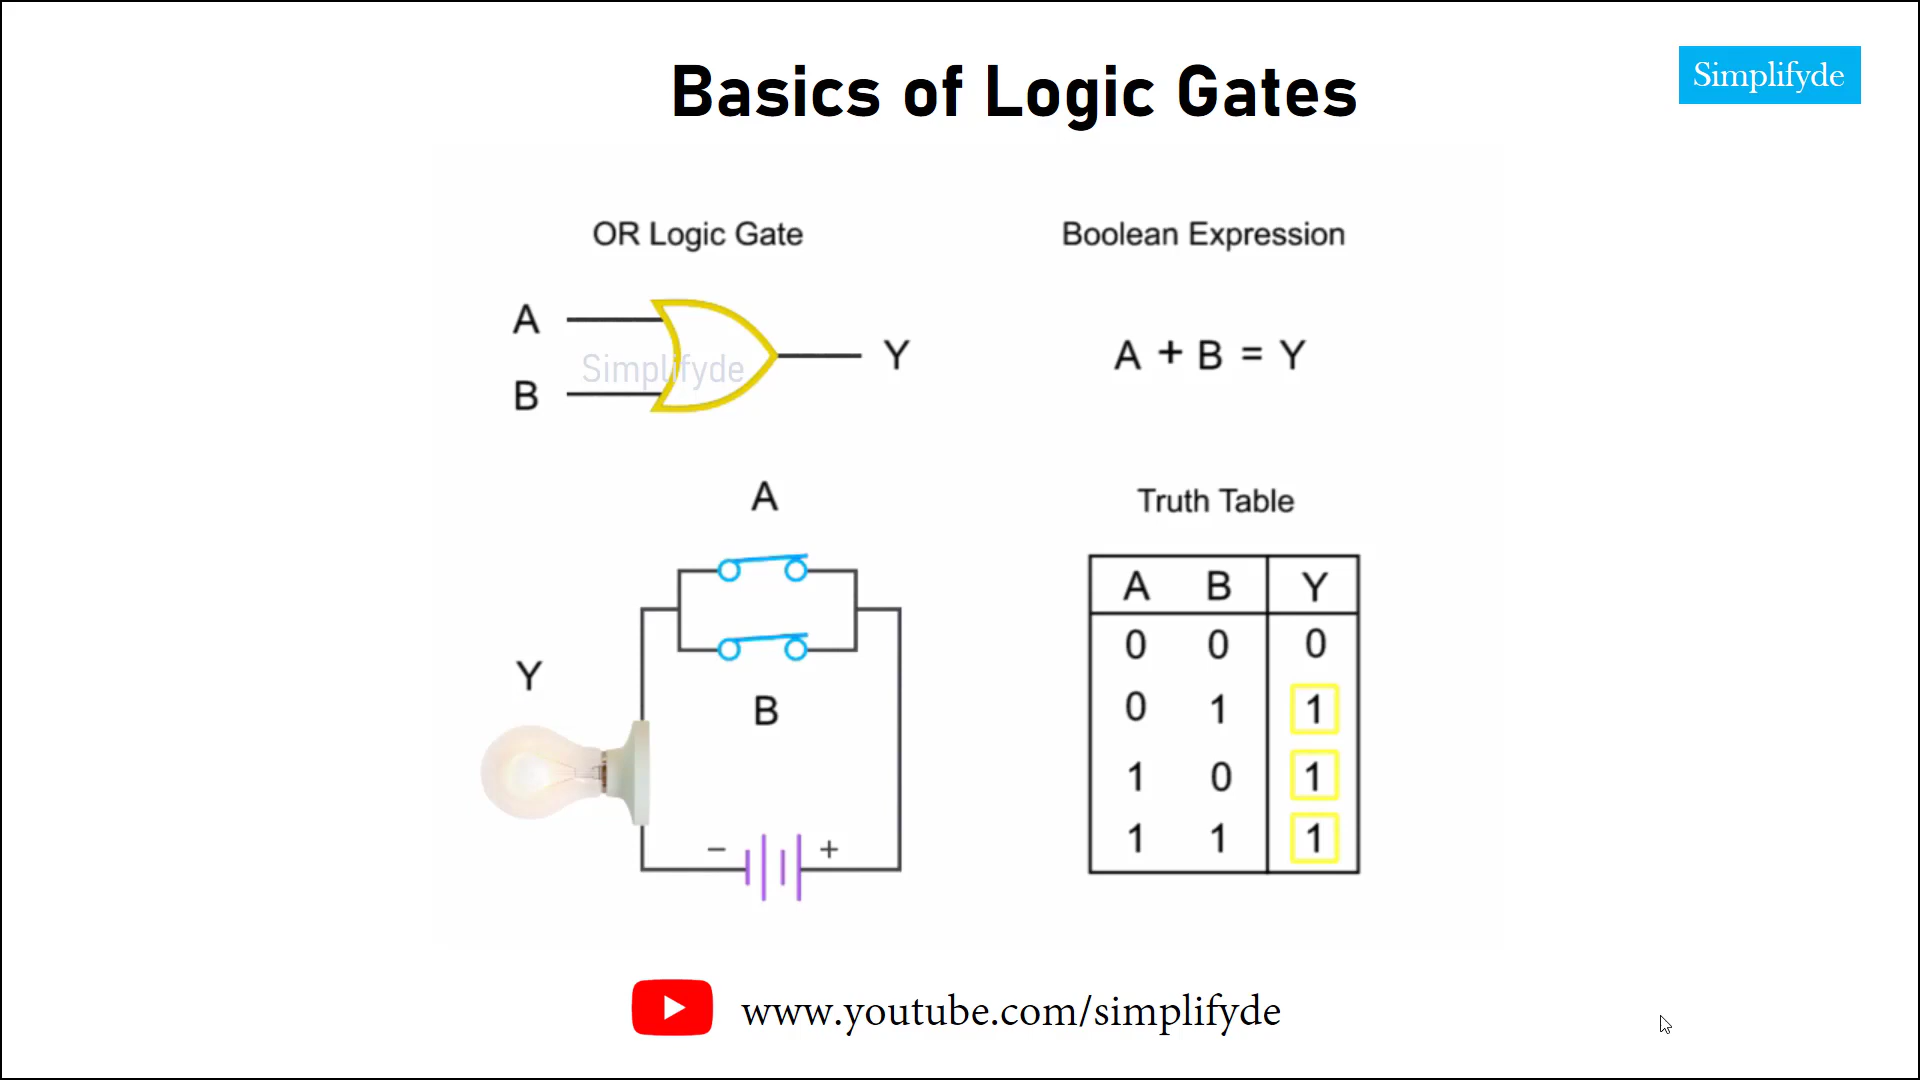 Basics of Logic Gates
Simplifyde
OR Logic Gate
Boolean Expression
A
B
Simplifyde
Y
A + B = Y
A
B
Y
− +
Truth Table
A B Y
0 0 0
0 1 1
1 0 1
1 1 1
www.youtube.com/simplifyde